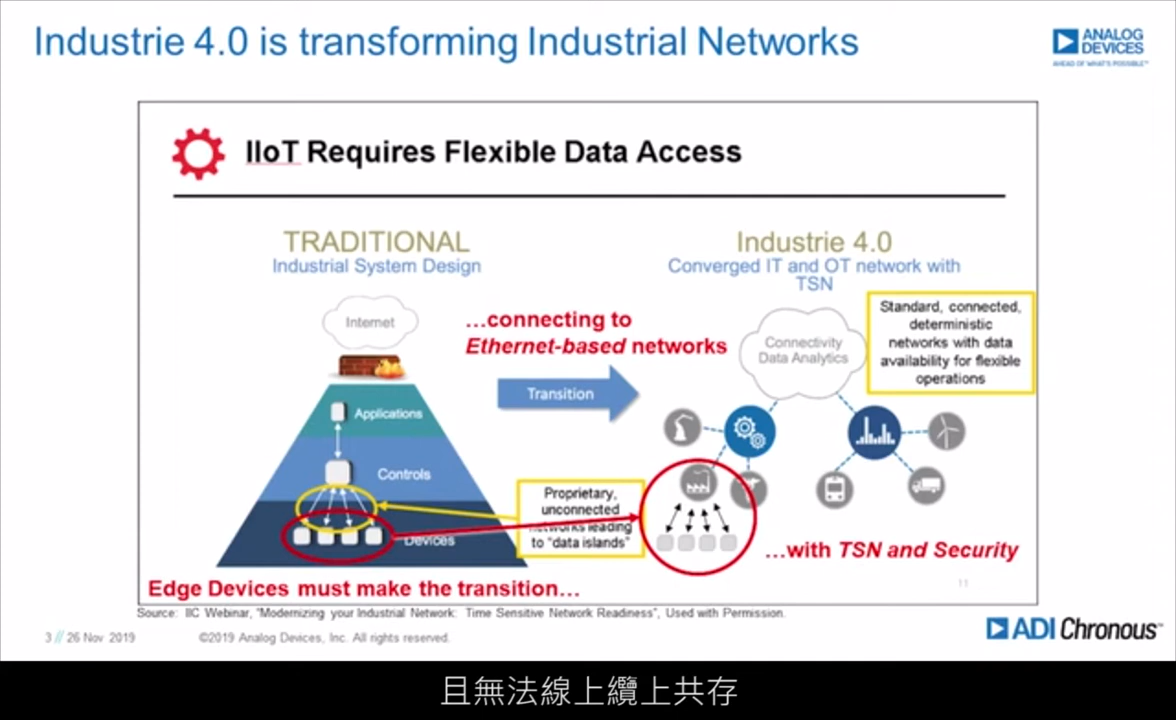 Industrie 4.0 is transforming Industrial Networks
ANALOG
DEVICES
AHEAD OF WHAT'S POSSIBLE™
IIoT Requires Flexible Data Access
TRADITIONAL
Industrial System Design
Internet
Applications
Controls
Devices
...connecting to
Ethernet-based networks
Transition
Industrie 4.0
Converged IT and OT network with
TSN
Connectivity
Data Analytics
Standard, connected,
deterministic
networks with data
availability for flexible
operations
Proprietary,
unconnected
networks leading
to "data islands"
...with TSN and Security
Edge Devices must make the transition...
11
Source: IIC Webinar, "Modernizing your Industrial Network: Time Sensitive Network Readiness", Used with Permission.
3 // 26 Nov 2019
©2019 Analog Devices, Inc. All rights reserved.
ADI Chronous™
且無法線上纜上共存